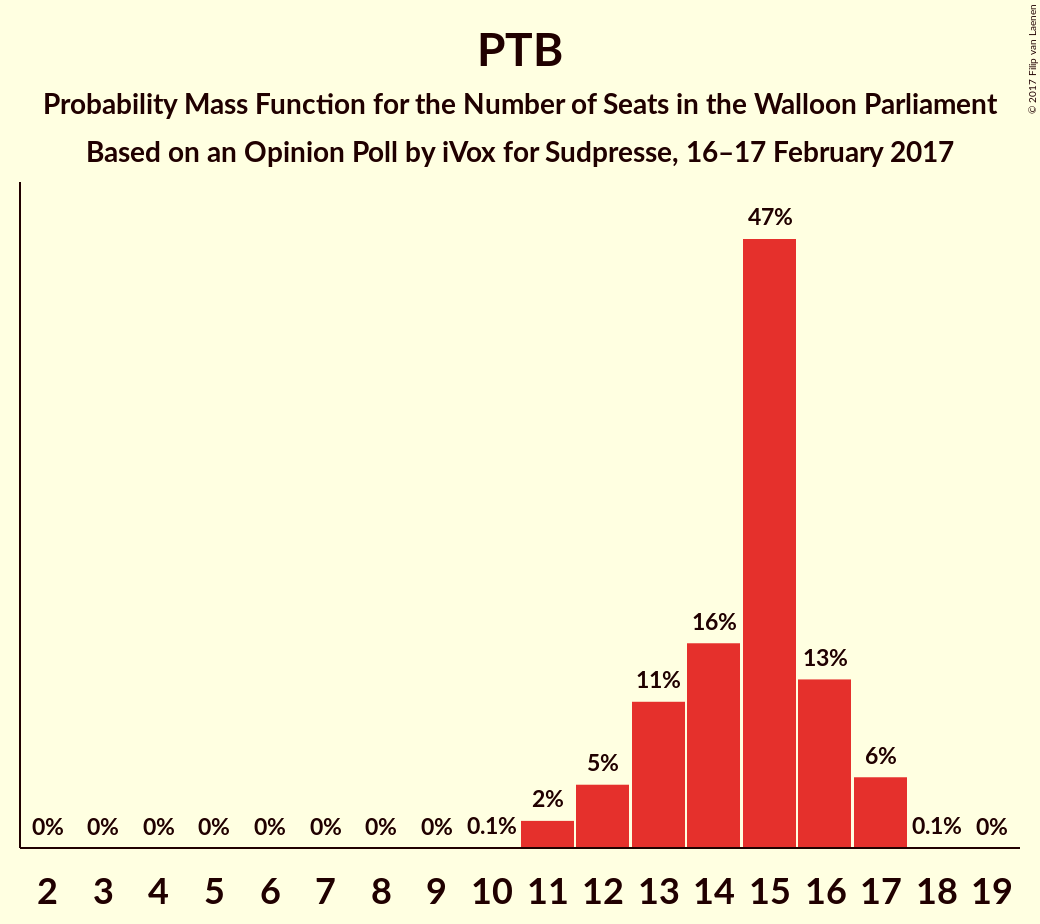 PTB
Probability Mass Function for the Number of Seats in the Walloon Parliament
Based on an Opinion Poll by iVox for Sudpresse, 16–17 February 2017
© 2017 Filip van Laenen
47%
16%
13%
11%
6%
5%
2%
0% 0% 0% 0% 0% 0% 0% 0% 0.1% 0.1% 0%
2 3 4 5 6 7 8 9 10 11 12 13 14 15 16 17 18 19